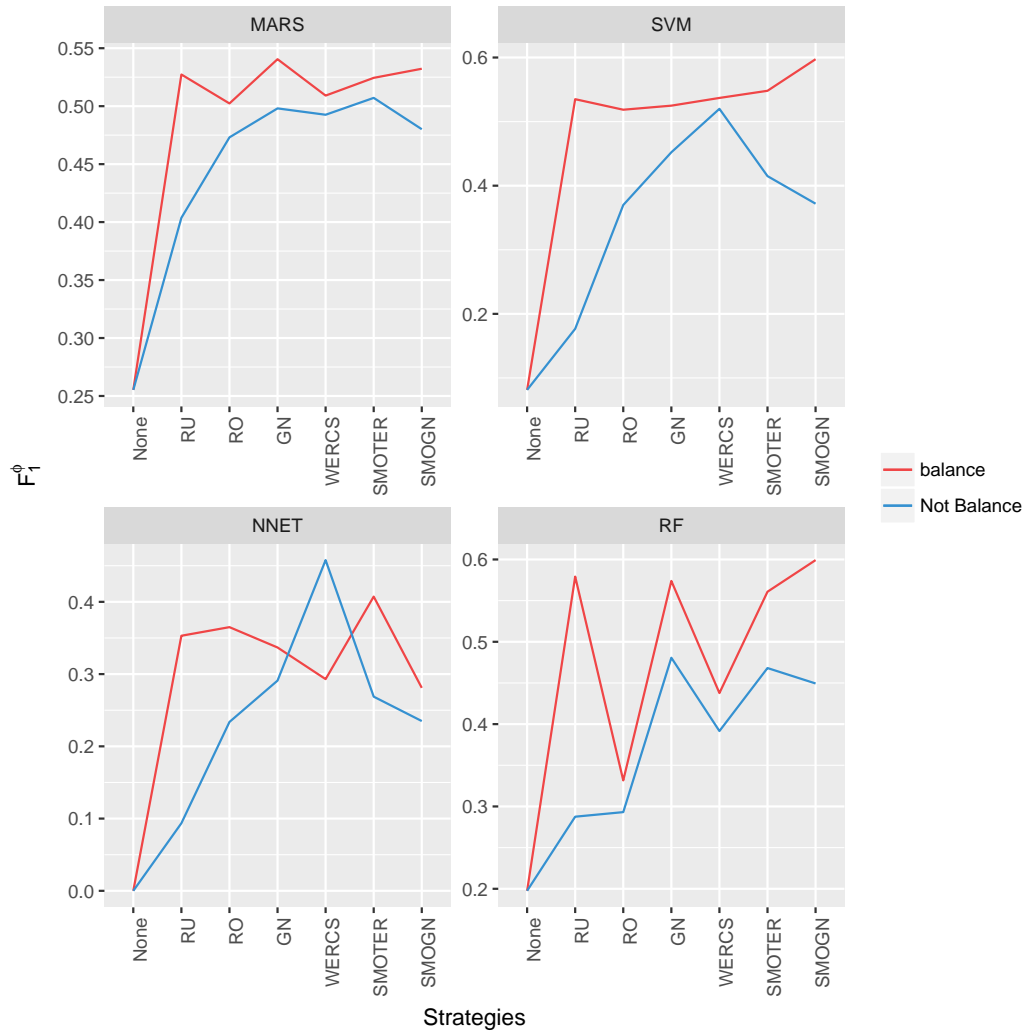 MARS
SVM
0.55
0.50
0.45
0.40
0.35
0.30
0.25
0.6
0.4
0.2
None
RU
RO
GN
WERCS
SMOTER
SMOGN
None
RU
RO
GN
WERCS
SMOTER
SMOGN
F₁^ϕ
balance
Not Balance
NNET
RF
0.4
0.3
0.2
0.1
0.0
0.6
0.5
0.4
0.3
0.2
None
RU
RO
GN
WERCS
SMOTER
SMOGN
None
RU
RO
GN
WERCS
SMOTER
SMOGN
Strategies